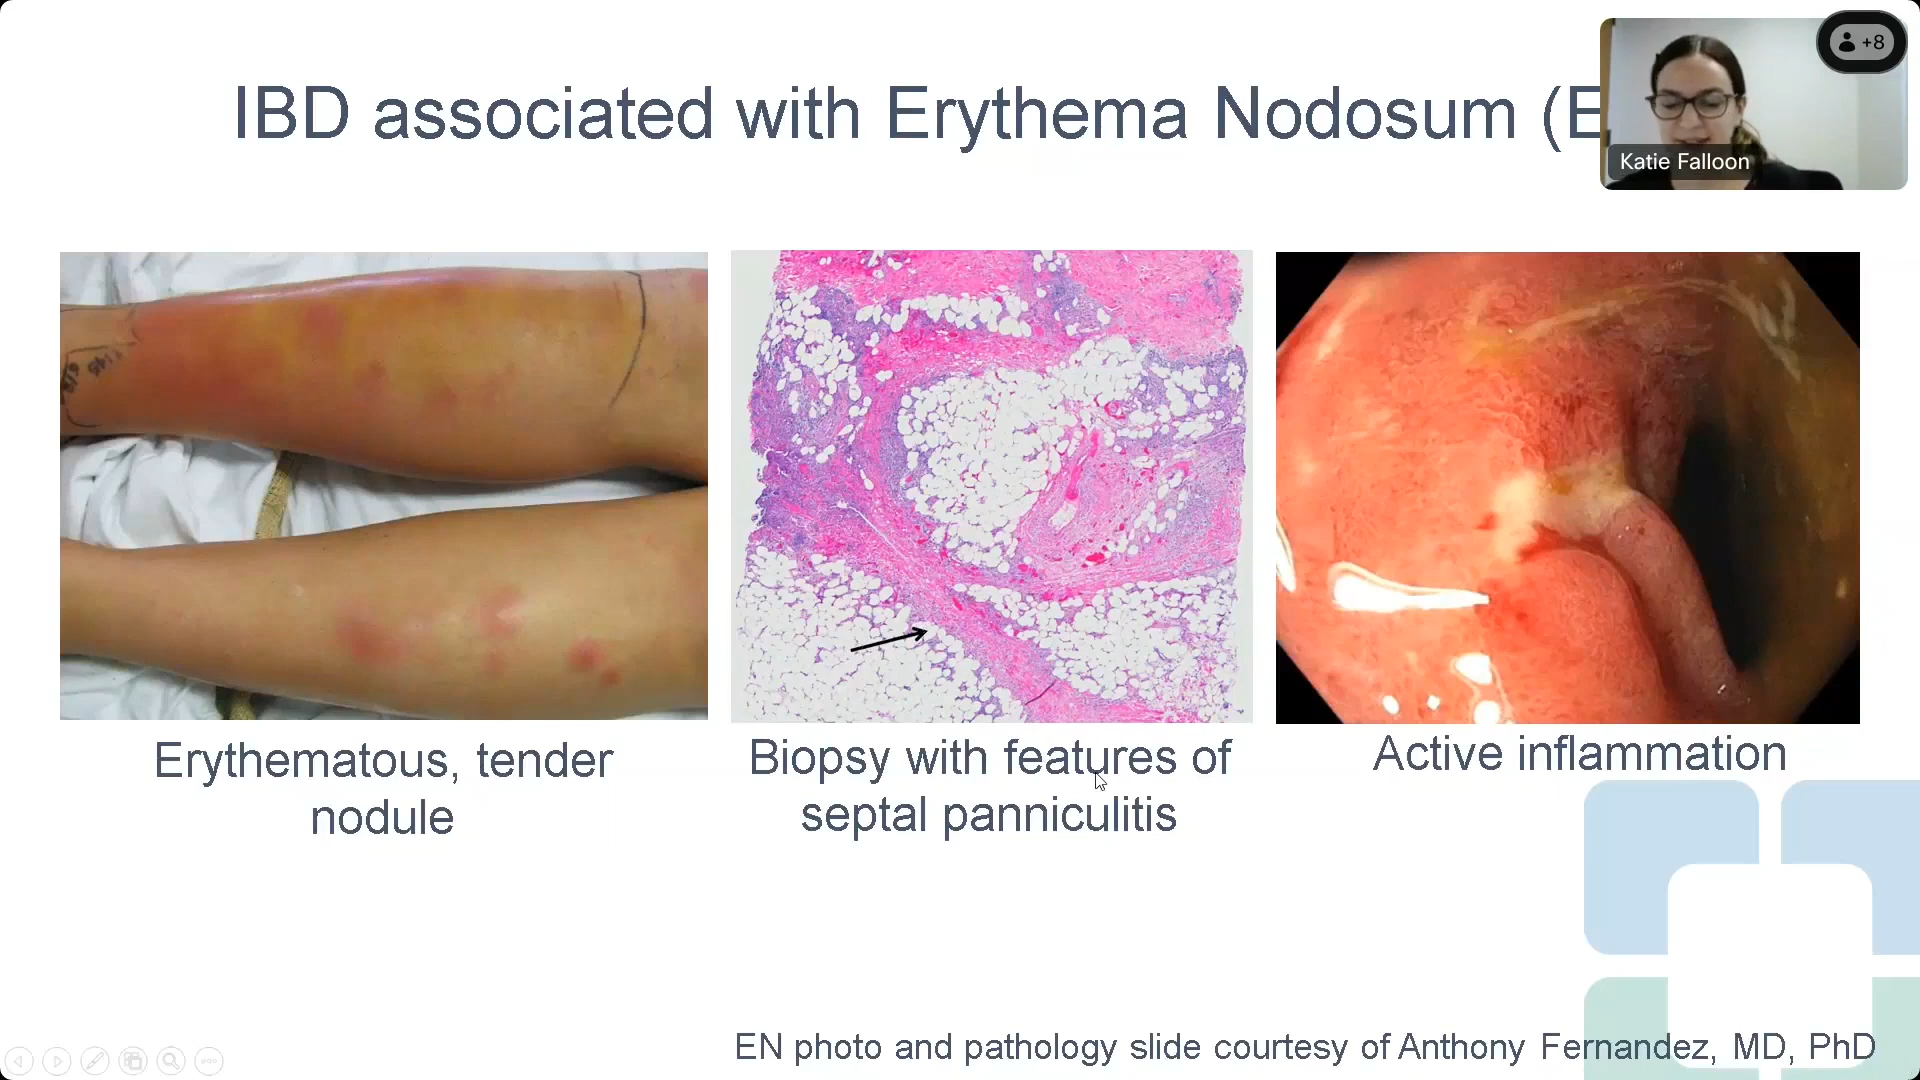 IBD associated with Erythema Nodosum (E
+8
Katie Falloon
Erythematous, tender
nodule
Biopsy with features of
septal panniculitis
Active inflammation
EN photo and pathology slide courtesy of Anthony Fernandez, MD, PhD